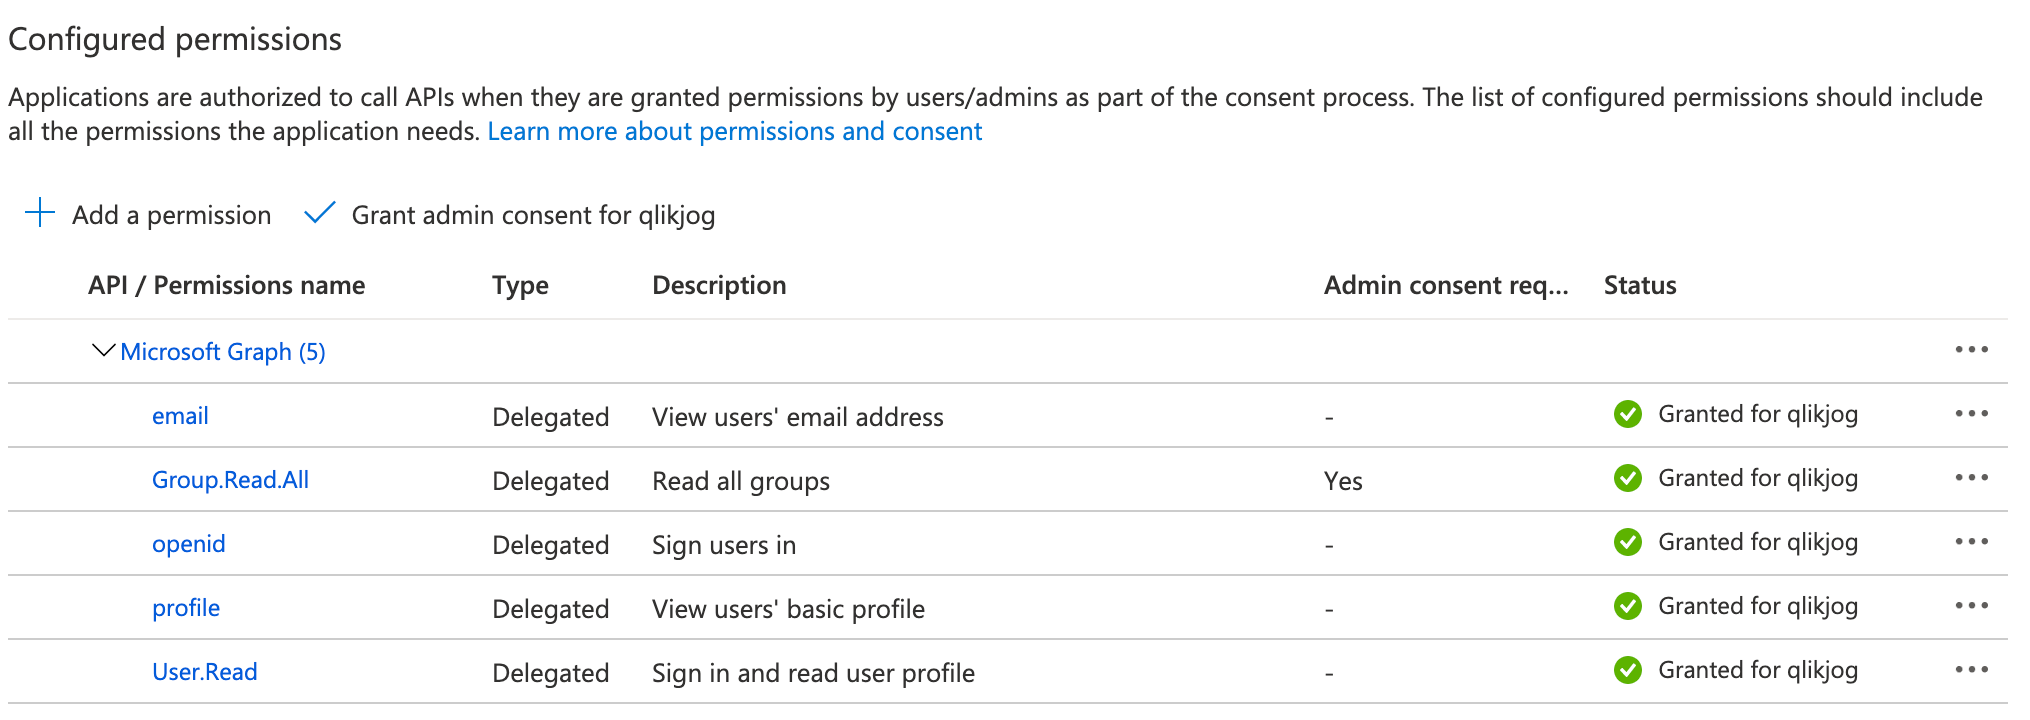 Configured permissions
Applications are authorized to call APIs when they are granted permissions by users/admins as part of the consent process. The list of configured permissions should include
all the permissions the application needs. Learn more about permissions and consent
Add a permission Grant admin consent for qlikjog
API / Permissions name Type Description Admin consent req... Status
Microsoft Graph (5)
email Delegated View users' email address - Granted for qlikjog
Group.Read.All Delegated Read all groups Yes Granted for qlikjog
openid Delegated Sign users in - Granted for qlikjog
profile Delegated View users' basic profile - Granted for qlikjog
User.Read Delegated Sign in and read user profile - Granted for qlikjog